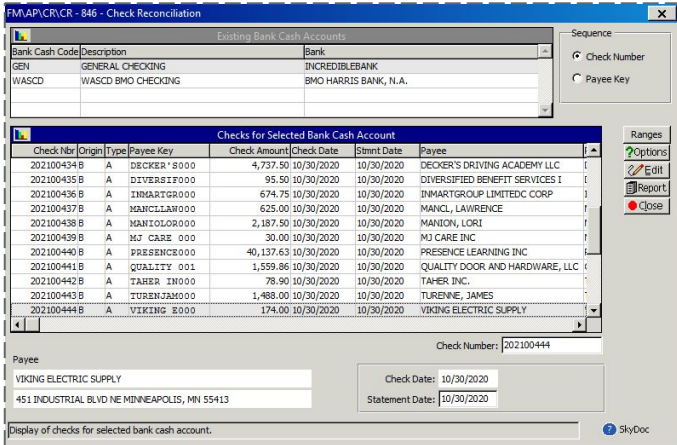 FM\AP\CR\CR - 846 - Check Reconciliation
Existing Bank Cash Accounts
Bank Cash Code Description Bank
GEN GENERAL CHECKING INCREDIBLEBANK
WASCD WASCD BMO CHECKING BMO HARRIS BANK, N.A.
Sequence
Check Number
Payee Key
Checks for Selected Bank Cash Account
Check Nbr Origin Type Payee Key Check Amount Check Date Stmnt Date Payee
202100434 B A DECKER'S000 4,737.50 10/30/2020 10/30/2020 DECKER'S DRIVING ACADEMY LLC
202100435 B A DIVERSIF000 95.50 10/30/2020 10/30/2020 DIVERSIFIED BENEFIT SERVICES I
202100436 B A INMARTGR000 674.75 10/30/2020 10/30/2020 INMARTGROUP LIMITEDC CORP
202100437 B A MANCLLAW000 625.00 10/30/2020 10/30/2020 MANCL, LAWRENCE
202100438 B A MANIOLOR000 2,187.50 10/30/2020 10/30/2020 MANION, LORI
202100439 B A MJ CARE 000 30.00 10/30/2020 10/30/2020 MJ CARE INC
202100440 B A PRESENCE000 40,137.63 10/30/2020 10/30/2020 PRESENCE LEARNING INC
202100441 B A QUALITY 001 1,559.86 10/30/2020 10/30/2020 QUALITY DOOR AND HARDWARE, LLC
202100442 B A TAHER IN000 78.90 10/30/2020 10/30/2020 TAHER INC.
202100443 B A TURENJAM000 1,488.00 10/30/2020 10/30/2020 TURENNE, JAMES
202100444 B A VIKING E000 174.00 10/30/2020 10/30/2020 VIKING ELECTRIC SUPPLY
Ranges
?Options
Edit
Report
Close
Check Number: 202100444
Payee
VIKING ELECTRIC SUPPLY
451 INDUSTRIAL BLVD NE MINNEAPOLIS, MN 55413
Check Date: 10/30/2020
Statement Date: 10/30/2020
Display of checks for selected bank cash account.
? SkyDoc